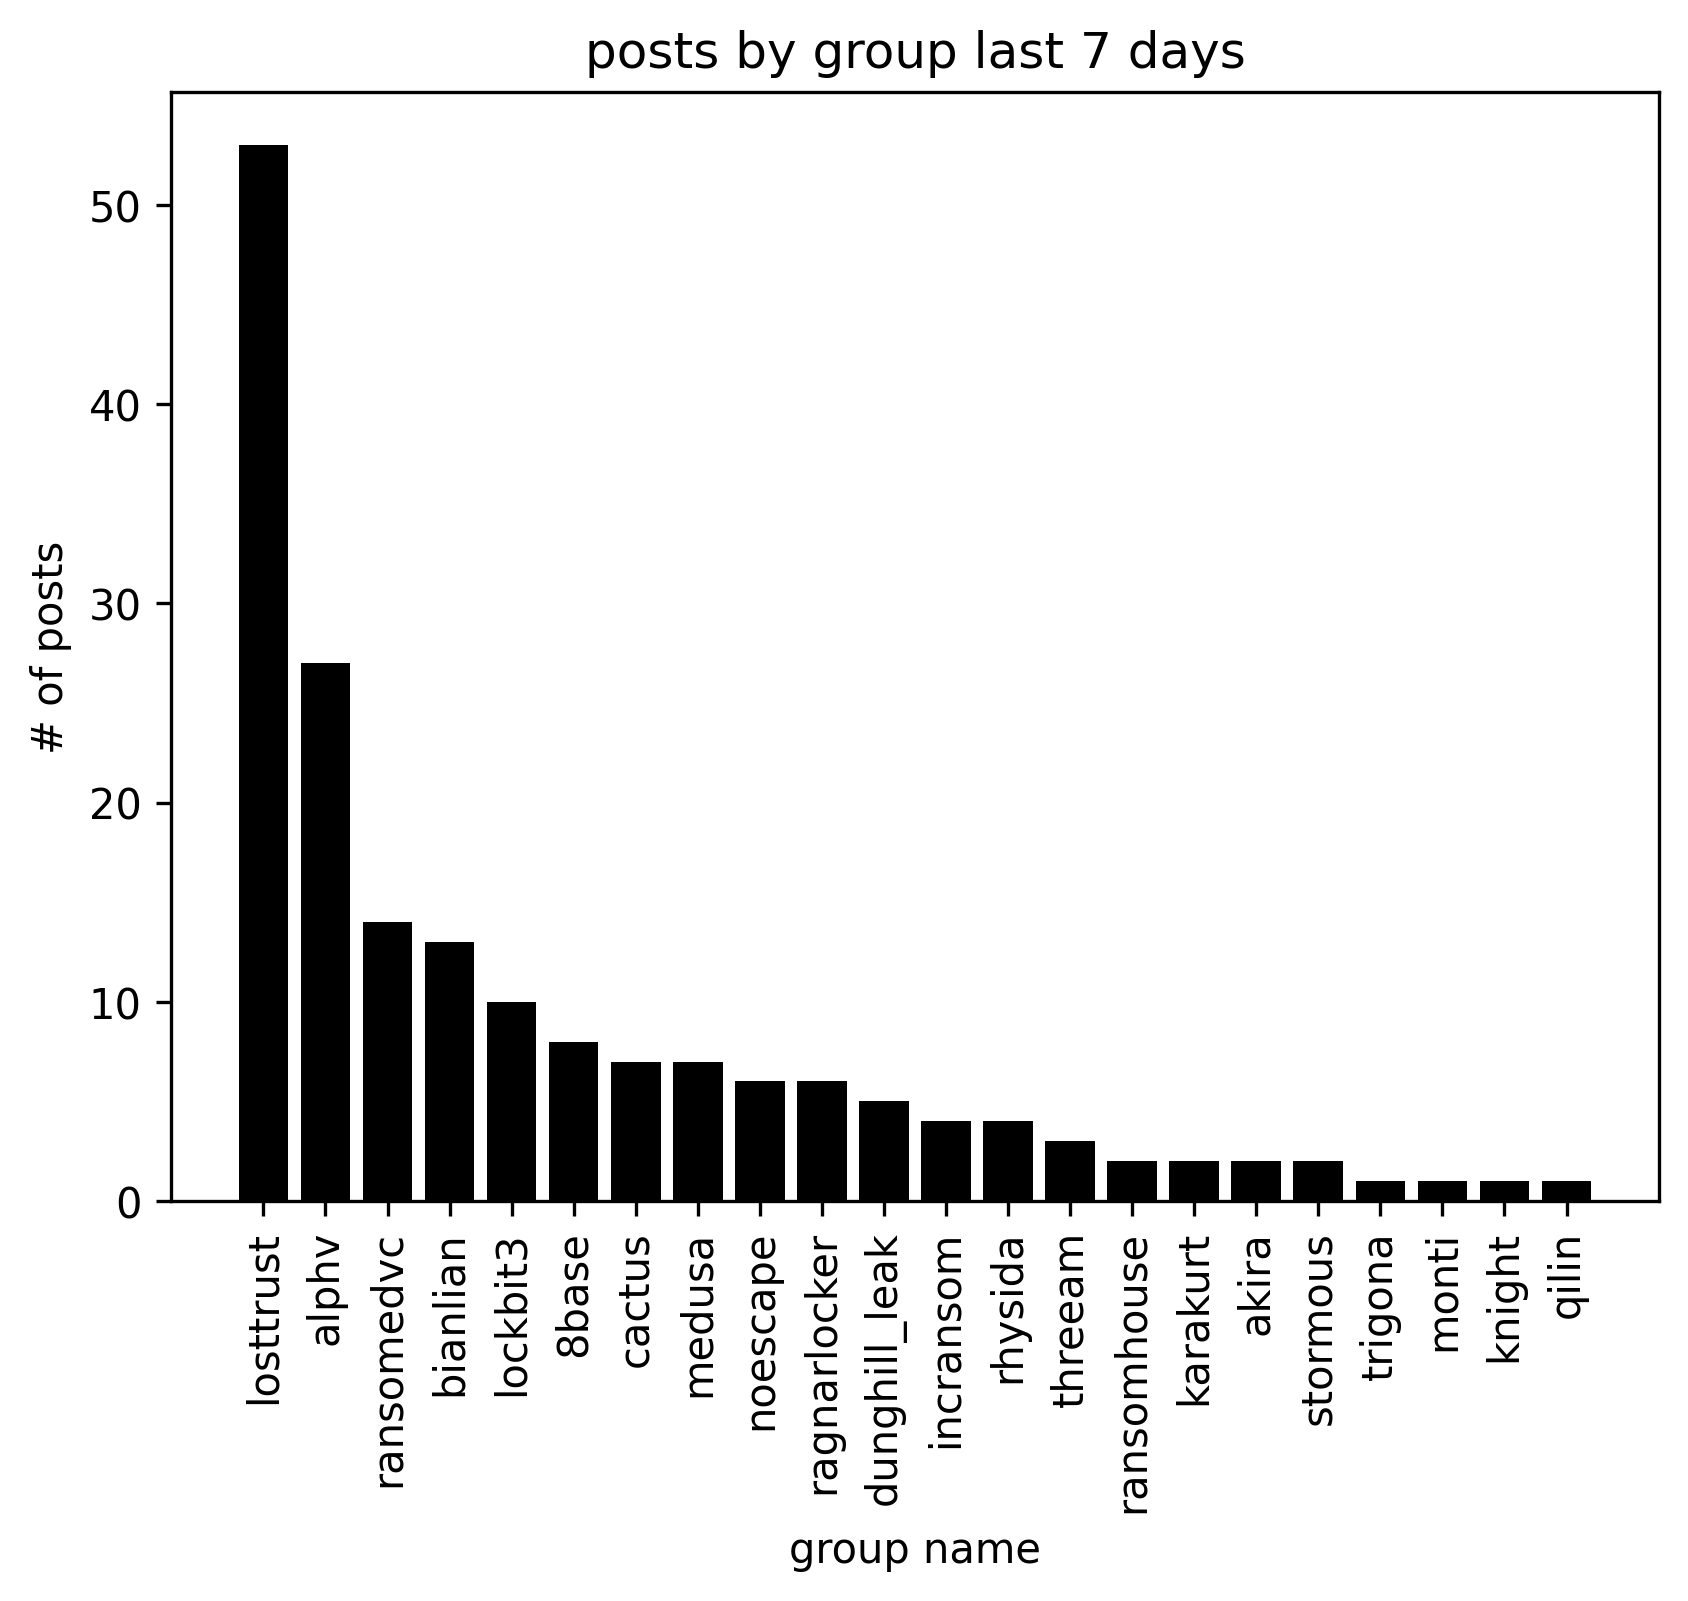 posts by group last 7 days
# of posts
50
40
30
20
10
0
losttrust
alphv
ransomedvc
bianlian
lockbit3
8base
cactus
medusa
noescape
ragnarlocker
dunghill_leak
incransom
rhysida
threeam
ransomhouse
karakurt
akira
stormous
trigona
monti
knight
qilin
group name